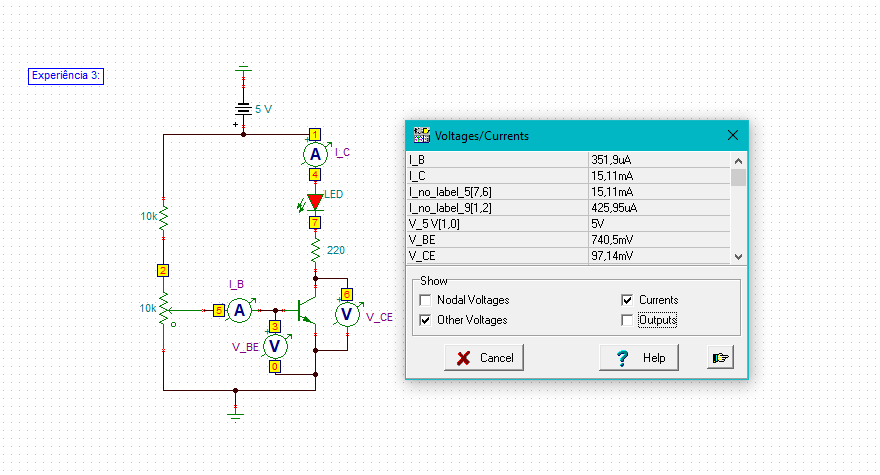 Experiência 3:
5 V
+
1
A
I_C
4
LED
7
10k
220
2
I_B
10k
5
A
6
V
V_CE
3
V_BE
V
0
Voltages/Currents
I_B 351,9uA
I_C 15,11mA
I_no_label_5[7,6] 15,11mA
I_no_label_9[1,2] 425,95uA
V_5 V[1,0] 5V
V_BE 740,5mV
V_CE 97,14mV
Show
Nodal Voltages
Currents
Other Voltages
Outputs
Cancel
? Help